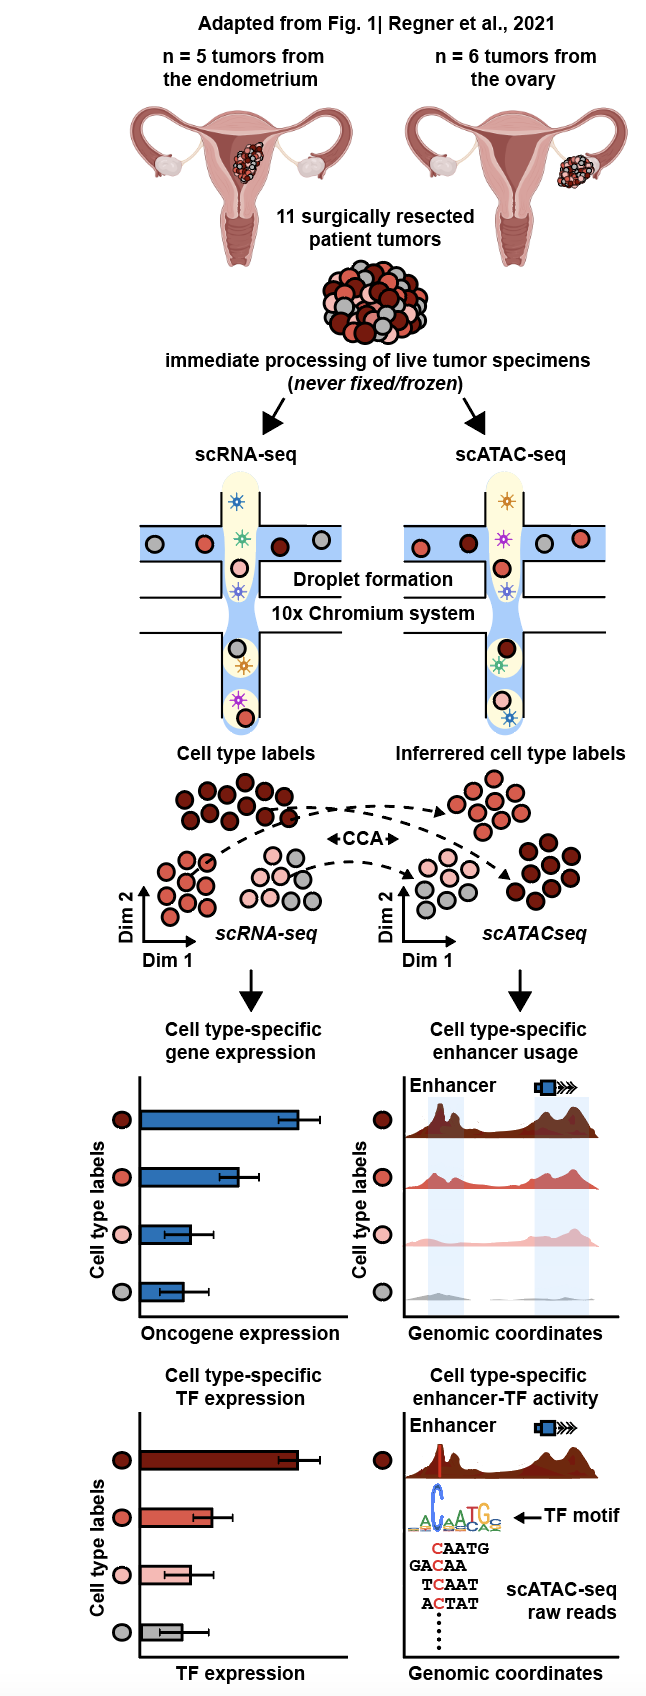 Adapted from Fig. 1| Regner et al., 2021
n = 5 tumors from
the endometrium
n = 6 tumors from
the ovary
11 surgically resected
patient tumors
immediate processing of live tumor specimens
(never fixed/frozen)
scRNA-seq
scATAC-seq
Droplet formation
10x Chromium system
Cell type labels
Inferrered cell type labels
CCA
Dim 2
Dim 1
scRNA-seq
Dim 2
Dim 1
scATACseq
Cell type-specific
gene expression
Cell type-specific
enhancer usage
Cell type labels
Oncogene expression
Enhancer
Cell type labels
Genomic coordinates
Cell type-specific
TF expression
Cell type-specific
enhancer-TF activity
Cell type labels
TF expression
Enhancer
TF motif
CAATG
GACAA
TCAAT
ACTAT
scATAC-seq
raw reads
Genomic coordinates